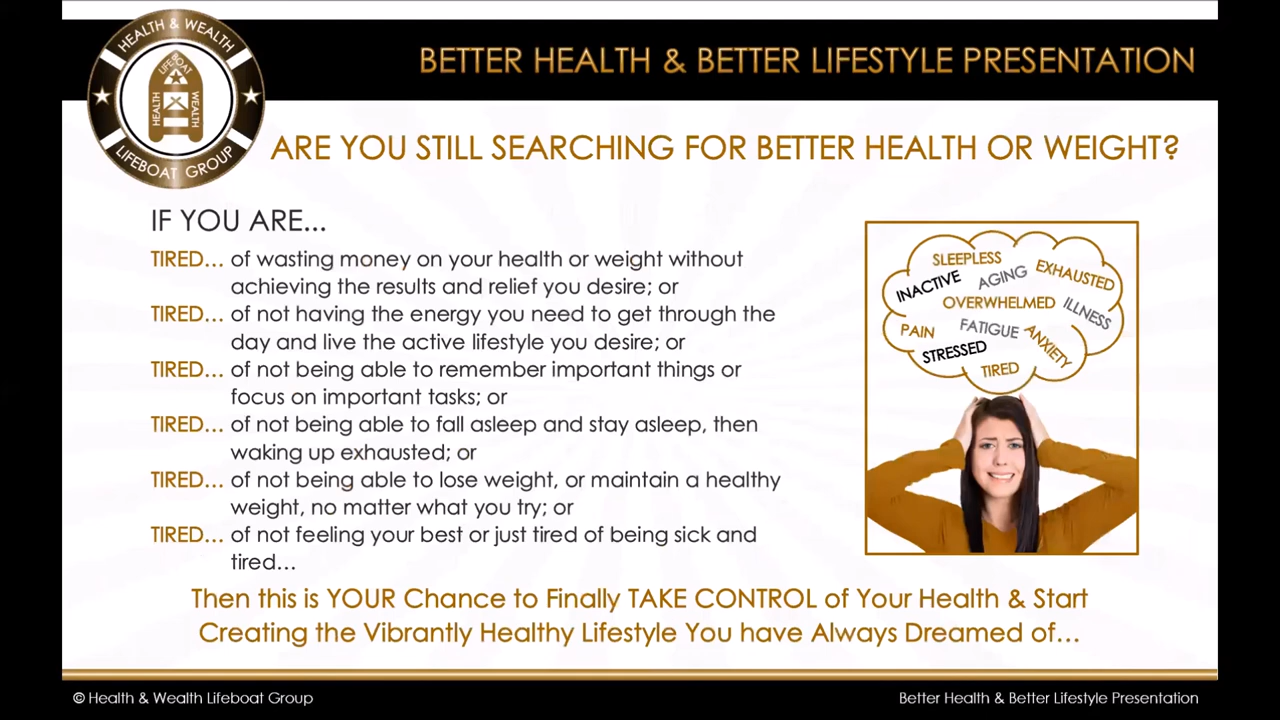 HEALTH & WEALTH
LIFEBOAT
HEALTH
WEALTH
LIFEBOAT GROUP
BETTER HEALTH & BETTER LIFESTYLE PRESENTATION
ARE YOU STILL SEARCHING FOR BETTER HEALTH OR WEIGHT?
IF YOU ARE...
TIRED... of wasting money on your health or weight without
achieving the results and relief you desire; or
TIRED... of not having the energy you need to get through the
day and live the active lifestyle you desire; or
TIRED... of not being able to remember important things or
focus on important tasks; or
TIRED... of not being able to fall asleep and stay asleep, then
waking up exhausted; or
TIRED... of not being able to lose weight, or maintain a healthy
weight, no matter what you try; or
TIRED... of not feeling your best or just tired of being sick and
tired...
SLEEPLESS
INACTIVE AGING EXHAUSTED
OVERWHELMED ILLNESS
PAIN FATIGUE ANXIETY
STRESSED
TIRED
Then this is YOUR Chance to Finally TAKE CONTROL of Your Health & Start
Creating the Vibrantly Healthy Lifestyle You have Always Dreamed of...
© Health & Wealth Lifeboat Group
Better Health & Better Lifestyle Presentation